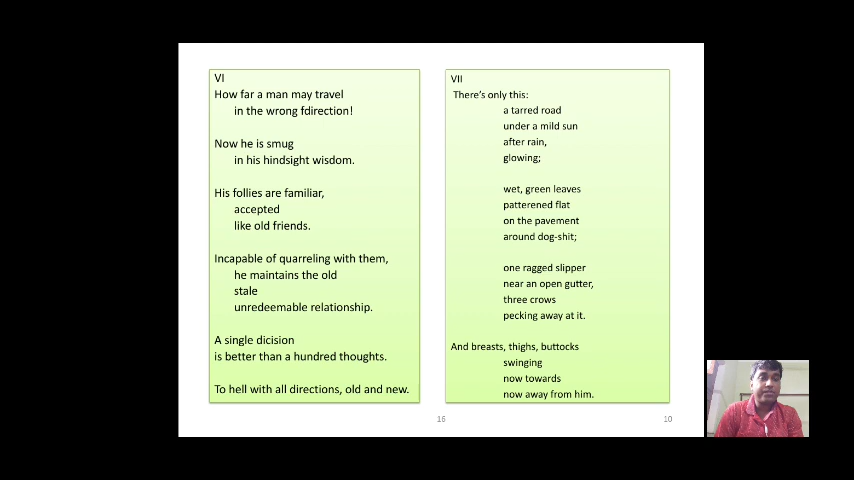 VI
How far a man may travel
in the wrong fdirection!
Now he is smug
in his hindsight wisdom.
His follies are familiar,
accepted
like old friends.
Incapable of quarreling with them,
he maintains the old
stale
unredeemable relationship.
A single dicision
is better than a hundred thoughts.
To hell with all directions, old and new.
VII
There's only this:
a tarred road
under a mild sun
after rain,
glowing;
wet, green leaves
patterened flat
on the pavement
around dog-shit;
one ragged slipper
near an open gutter,
three crows
pecking away at it.
And breasts, thighs, buttocks
swinging
now towards
now away from him.
16
10